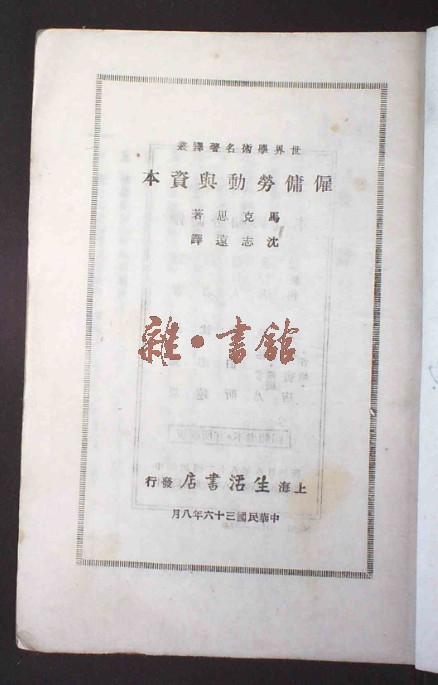 世界學術名著譯叢
僱傭勞動與資本
馬克思著
沈志遠譯
雜·書館
上海生活書店發行
中華民國三十六年八月